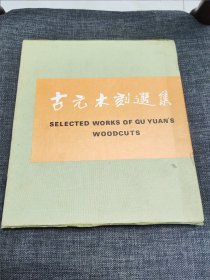 古元木刻選集
SELECTED WORKS OF GU YUAN'S
WOODCUTS